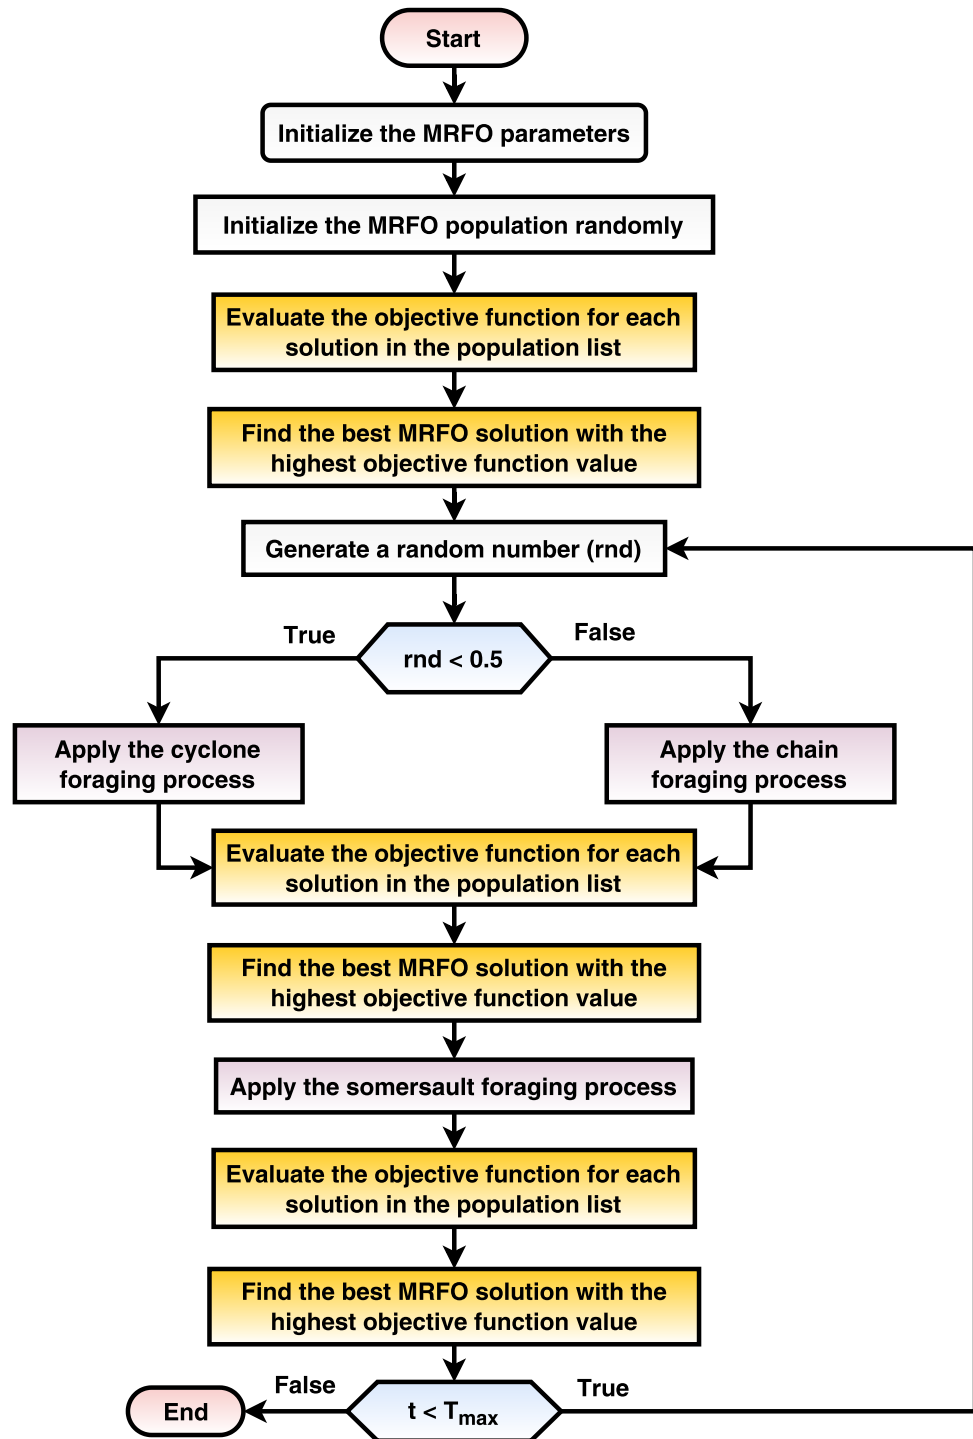 Start
Initialize the MRFO parameters
Initialize the MRFO population randomly
Evaluate the objective function for each
solution in the population list
Find the best MRFO solution with the
highest objective function value
Generate a random number (rnd)
True
False
rnd < 0.5
Apply the cyclone
foraging process
Apply the chain
foraging process
Evaluate the objective function for each
solution in the population list
Find the best MRFO solution with the
highest objective function value
Apply the somersault foraging process
Evaluate the objective function for each
solution in the population list
Find the best MRFO solution with the
highest objective function value
False
True
End
t < Tmax